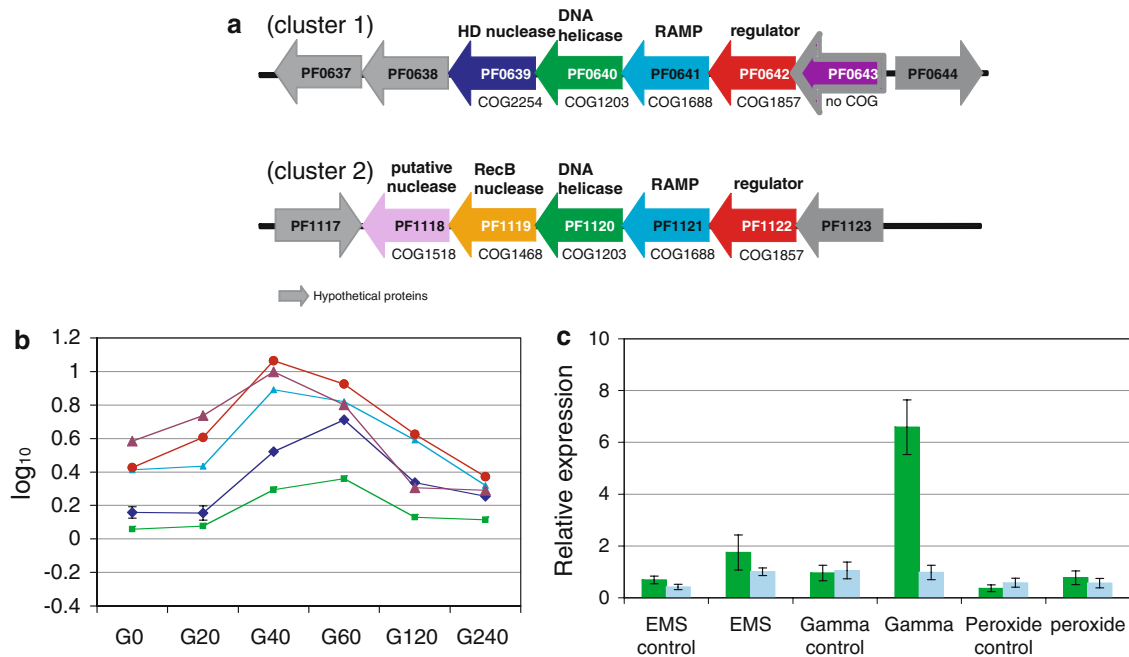 a (cluster 1)
HD nuclease
DNA helicase
RAMP
regulator
PF0637
PF0638
PF0639
PF0640
PF0641
PF0642
PF0643
PF0644
COG2254
COG1203
COG1688
COG1857
no COG
(cluster 2)
putative nuclease
RecB nuclease
DNA helicase
RAMP
regulator
PF1117
PF1118
PF1119
PF1120
PF1121
PF1122
PF1123
COG1518
COG1468
COG1203
COG1688
COG1857
Hypothetical proteins
b
log10
1.2
1
0.8
0.6
0.4
0.2
0
-0.2
-0.4
G0
G20
G40
G60
G120
G240
c
Relative expression
10
8
6
4
2
0
EMS control
EMS
Gamma control
Gamma
Peroxide control
peroxide